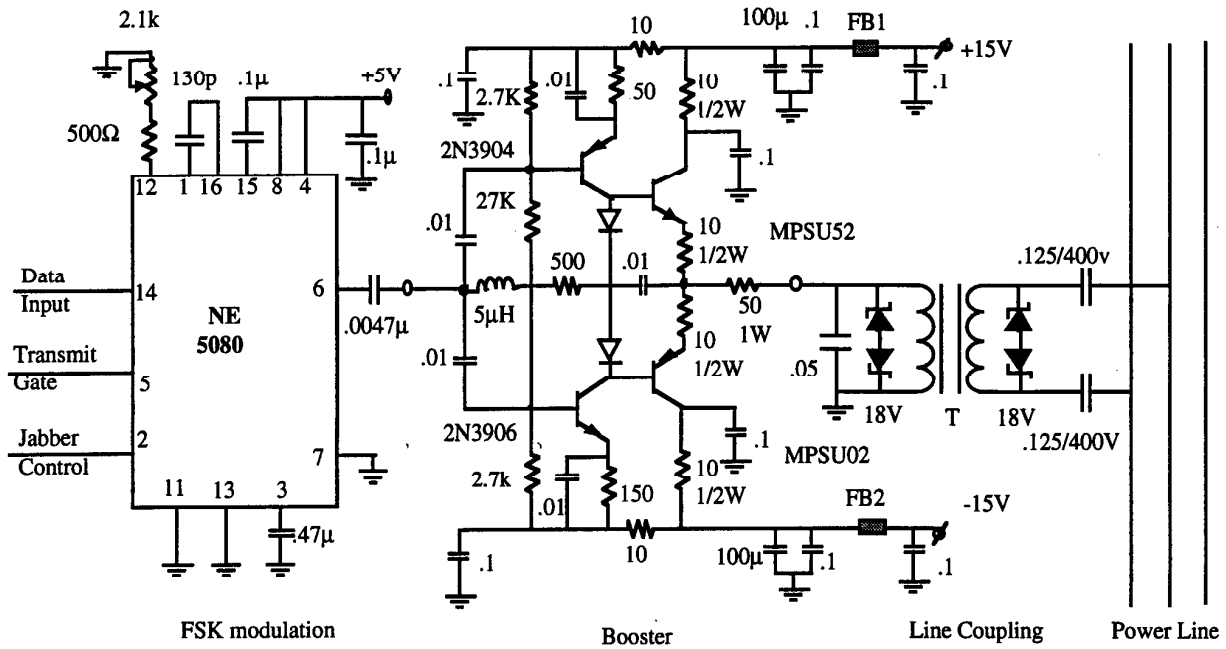 2.1k
10
100μ
.1
FB1
+15V
130p
.1μ
+5V
.1
2.7K
.01
50
10
1/2W
.1
500Ω
.1μ
2N3904
.1
12
1
16
15
8
4
27K
.01
10
1/2W
MPSU52
Data
Input
14
NE
5080
6
.0047μ
5μH
500
.01
50
1W
.125/400v
Transmit
Gate
5
.01
10
1/2W
.05
18V
T
18V
.125/400V
Jabber
Control
2
7
2N3906
.1
MPSU02
2.7k
.01
150
10
1/2W
FB2
-15V
11
13
3
.47μ
.1
10
100μ
.1
.1
FSK modulation
Booster
Line Coupling
Power Line